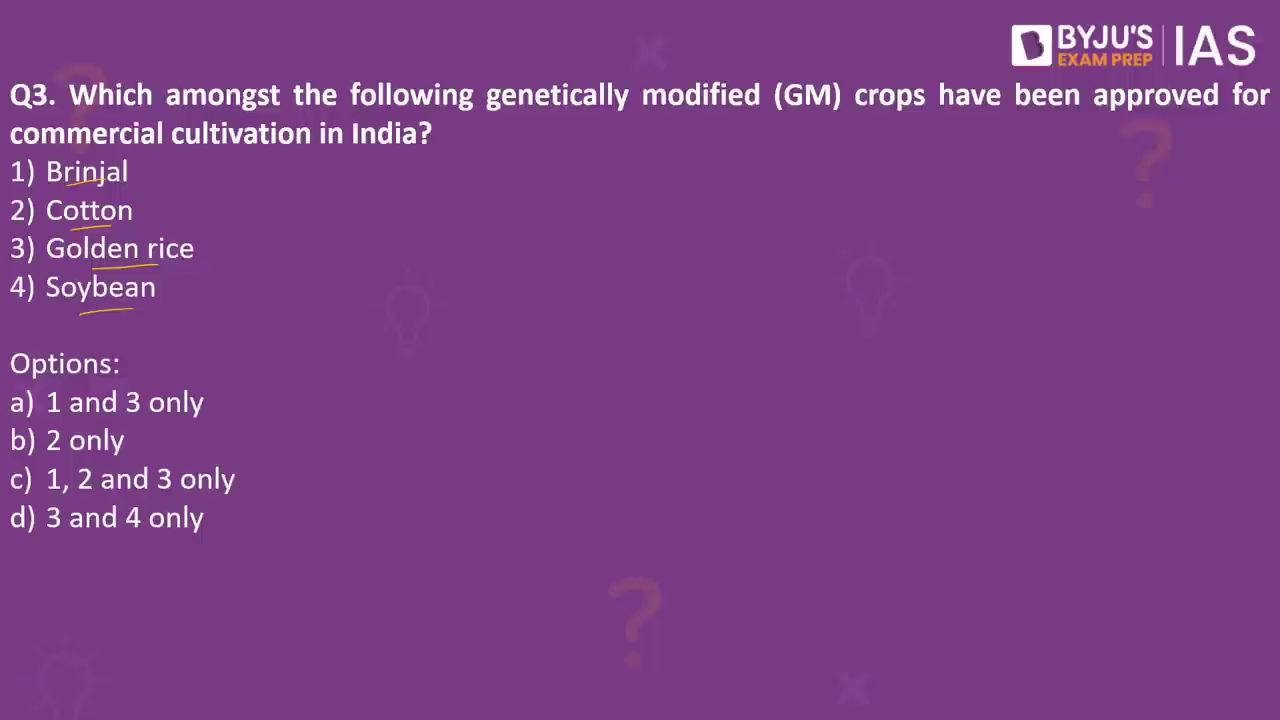 BYJU'S
EXAM PREP
IAS
Q3. Which amongst the following genetically modified (GM) crops have been approved for
commercial cultivation in India?
1) Brinjal
2) Cotton
3) Golden rice
4) Soybean
Options:
a) 1 and 3 only
b) 2 only
c) 1, 2 and 3 only
d) 3 and 4 only